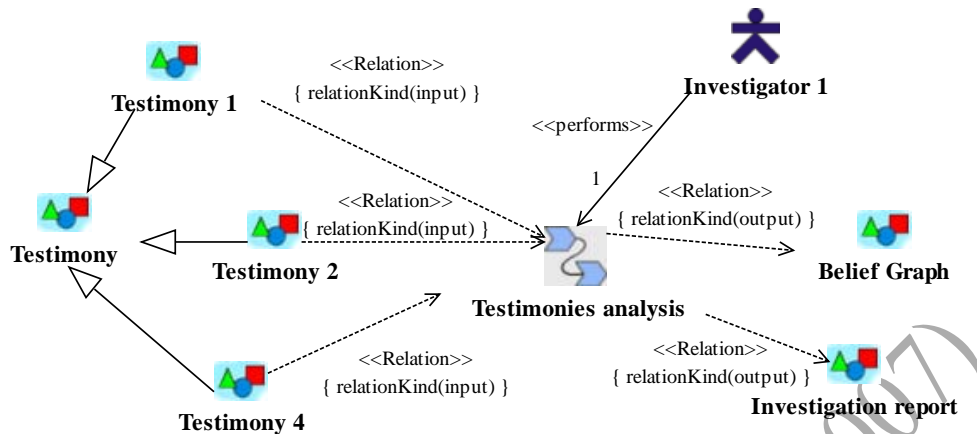 <<Relation>>
{ relationKind(input) }
Testimony 1
Investigator 1
<<performs>>
1
<<Relation>>
{ relationKind(input) }
<<Relation>>
{ relationKind(output) }
Testimony
Testimony 2
Belief Graph
Testimonies analysis
<<Relation>>
{ relationKind(input) }
<<Relation>>
{ relationKind(output) }
Testimony 4
Investigation report
007)